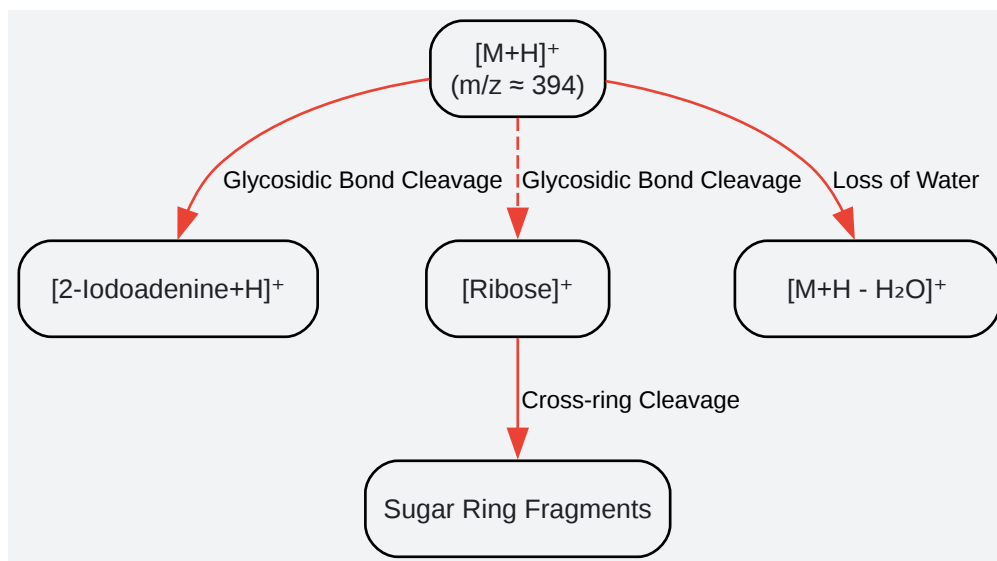 [M+H]⁺
(m/z ≈ 394)
Glycosidic Bond Cleavage
Glycosidic Bond Cleavage
Loss of Water
[2-Iodoadenine+H]⁺
[Ribose]⁺
[M+H - H₂O]⁺
Cross-ring Cleavage
Sugar Ring Fragments